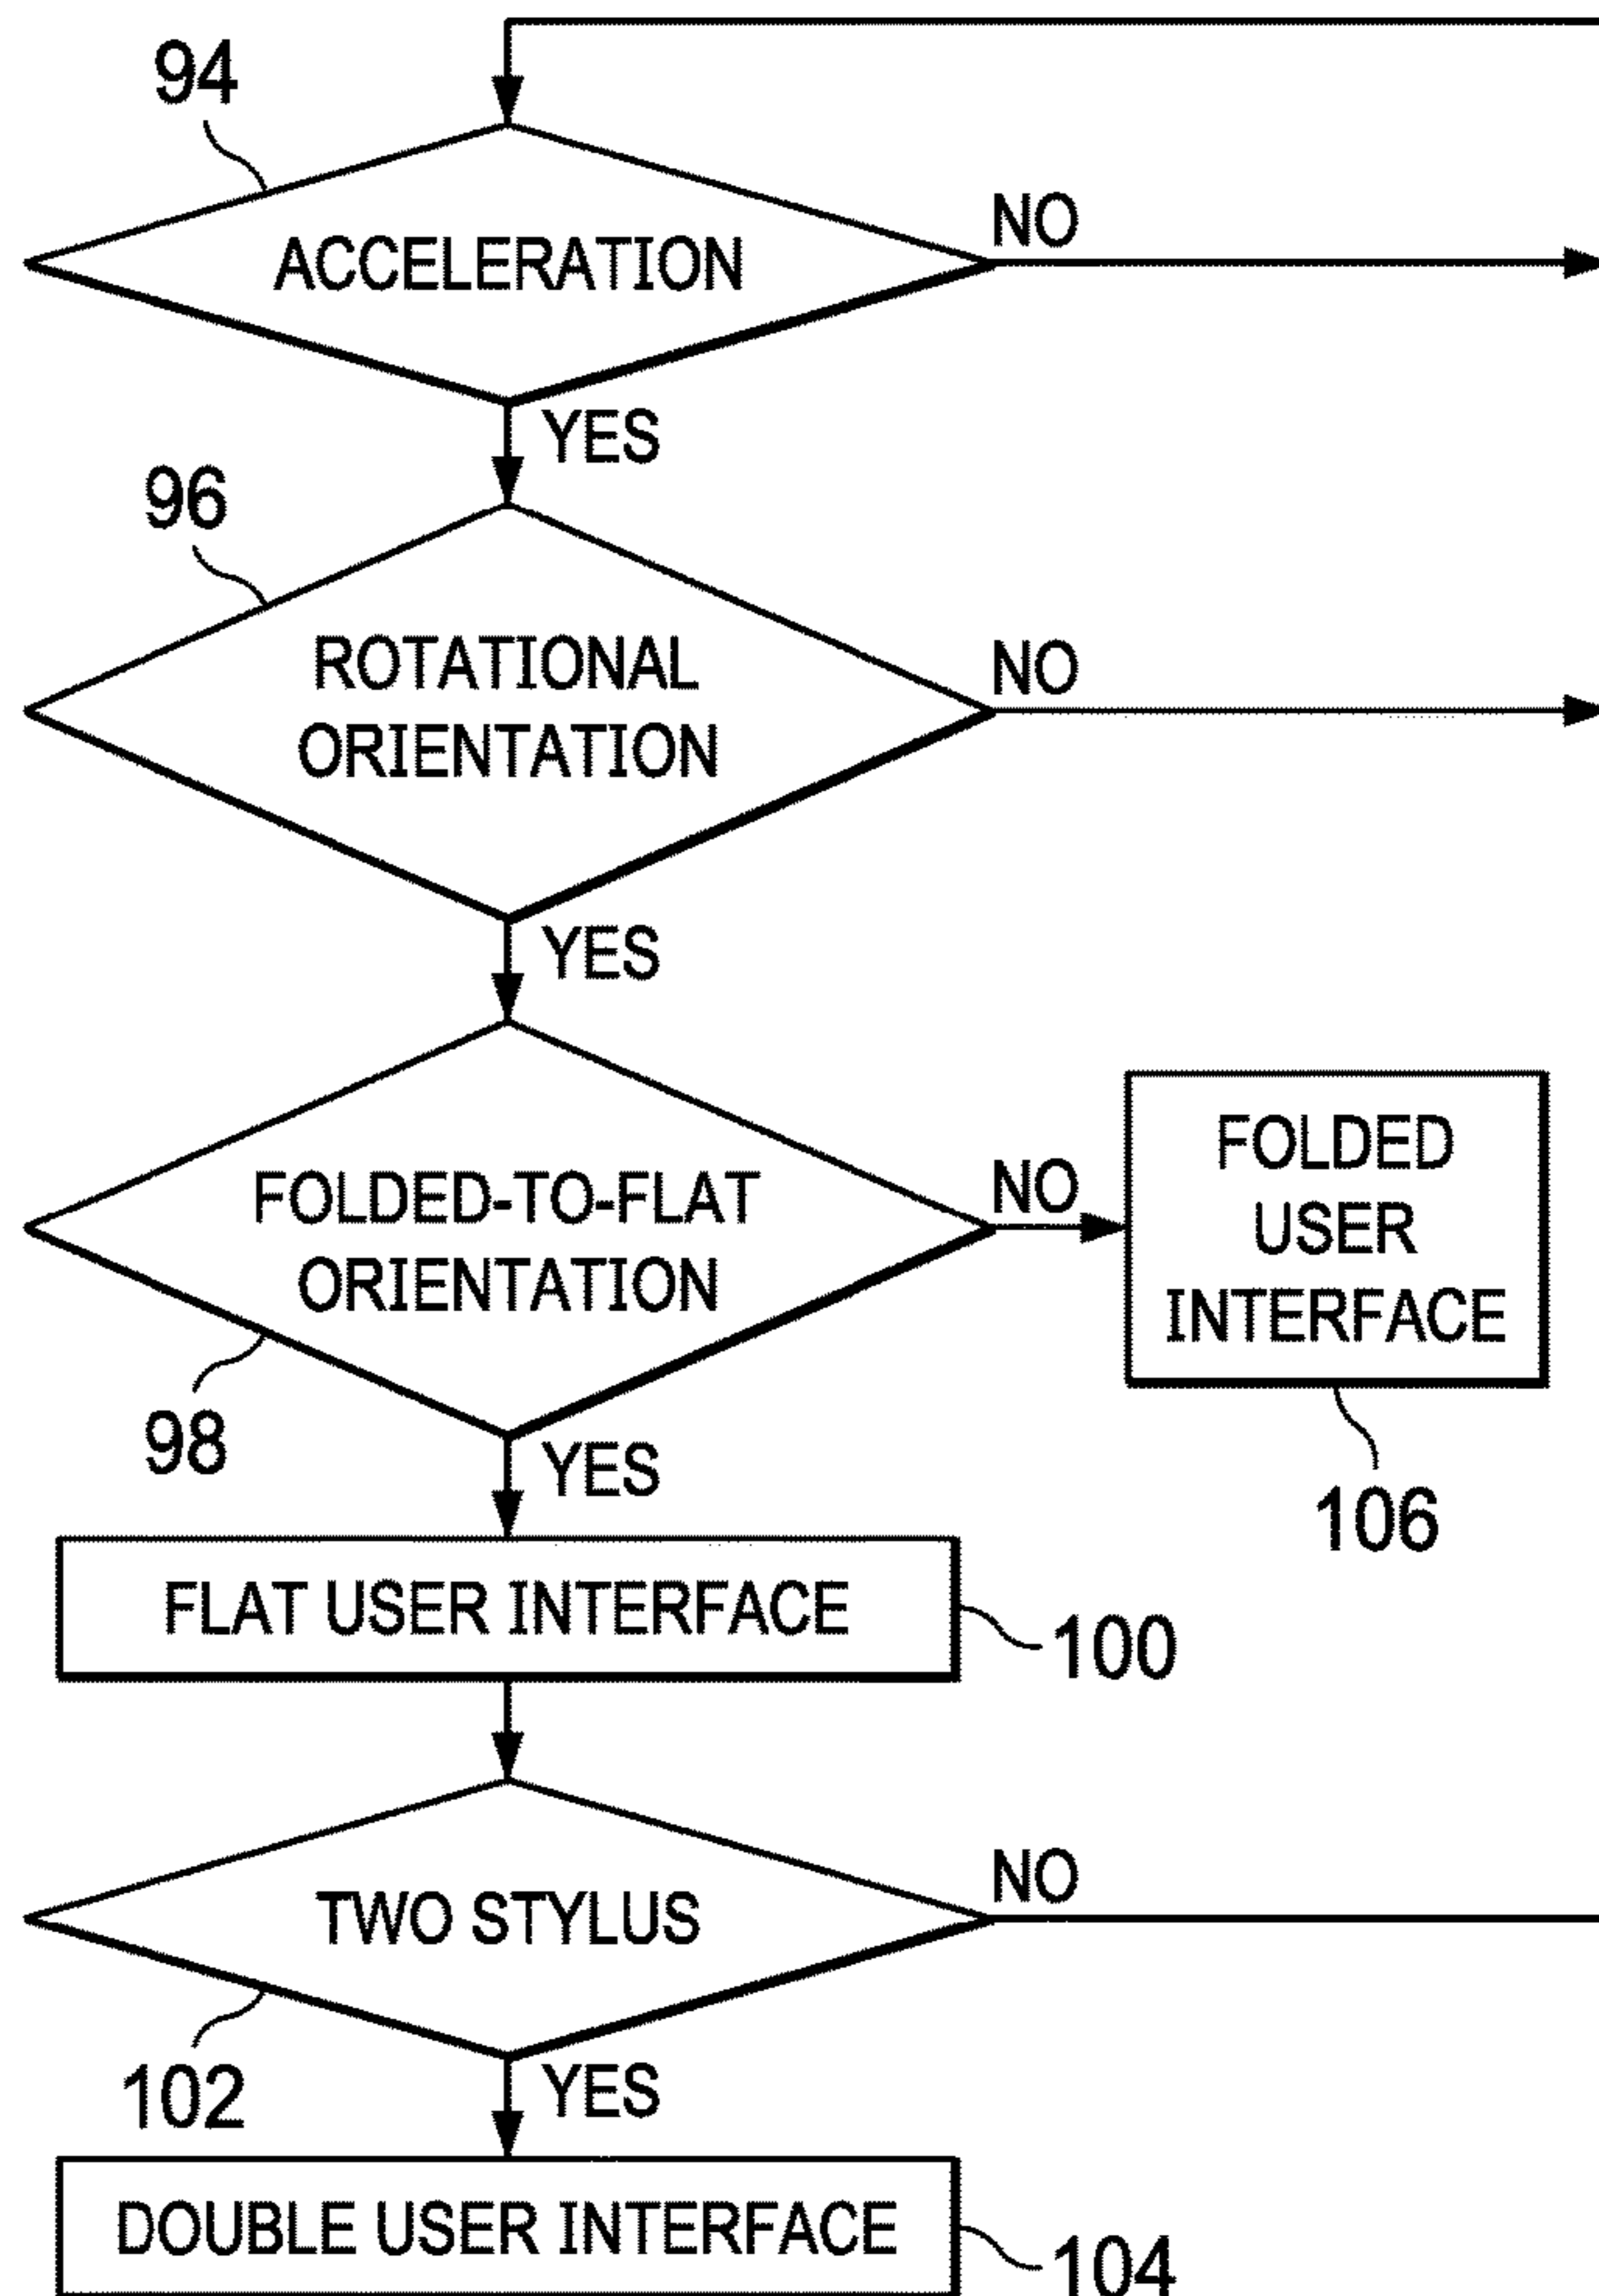 94
ACCELERATION
NO
YES
96
ROTATIONAL
ORIENTATION
NO
YES
FOLDED-TO-FLAT
ORIENTATION
NO
98
YES
FOLDED
USER
INTERFACE
106
FLAT USER INTERFACE
100
TWO STYLUS
NO
102
YES
DOUBLE USER INTERFACE
104